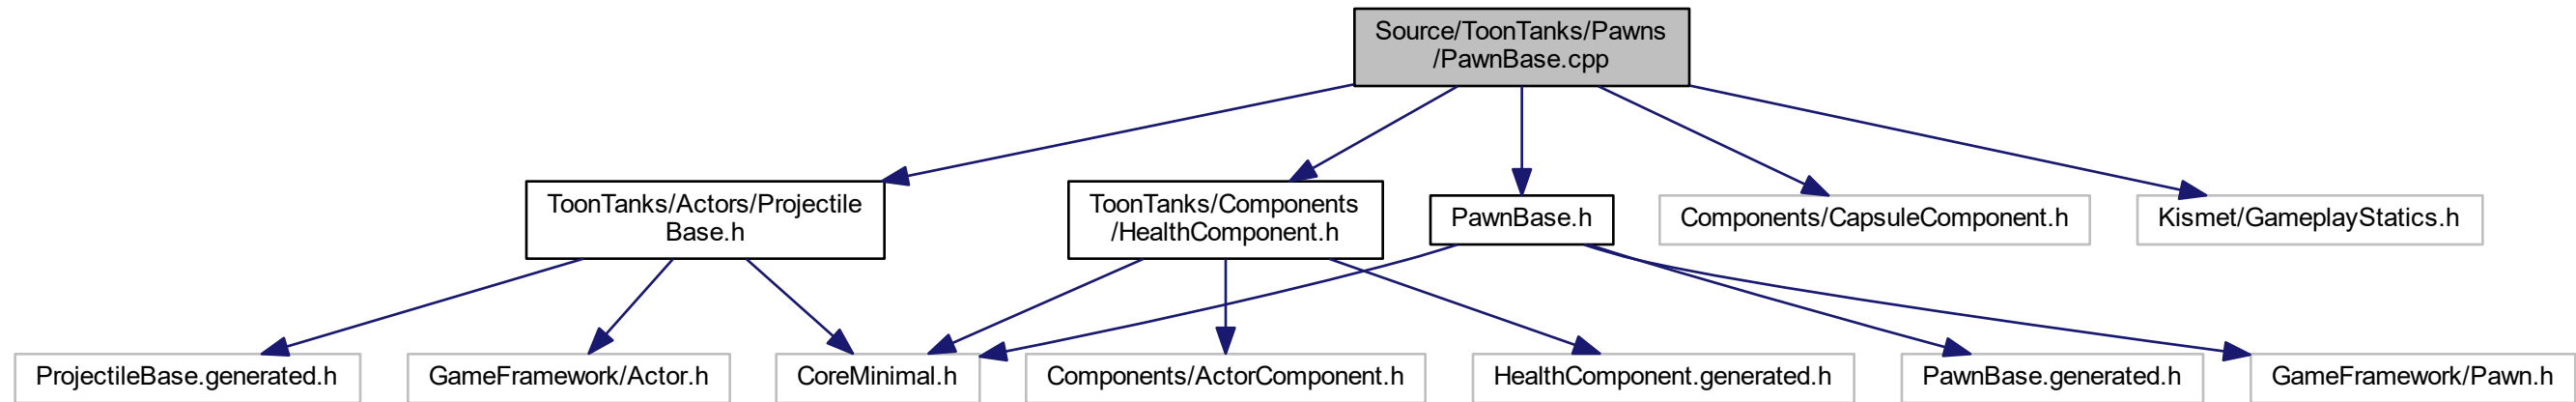 Source/ToonTanks/Pawns
/PawnBase.cpp
ToonTanks/Actors/Projectile
Base.h
ToonTanks/Components
/HealthComponent.h
PawnBase.h
Components/CapsuleComponent.h
Kismet/GameplayStatics.h
ProjectileBase.generated.h
GameFramework/Actor.h
CoreMinimal.h
Components/ActorComponent.h
HealthComponent.generated.h
PawnBase.generated.h
GameFramework/Pawn.h